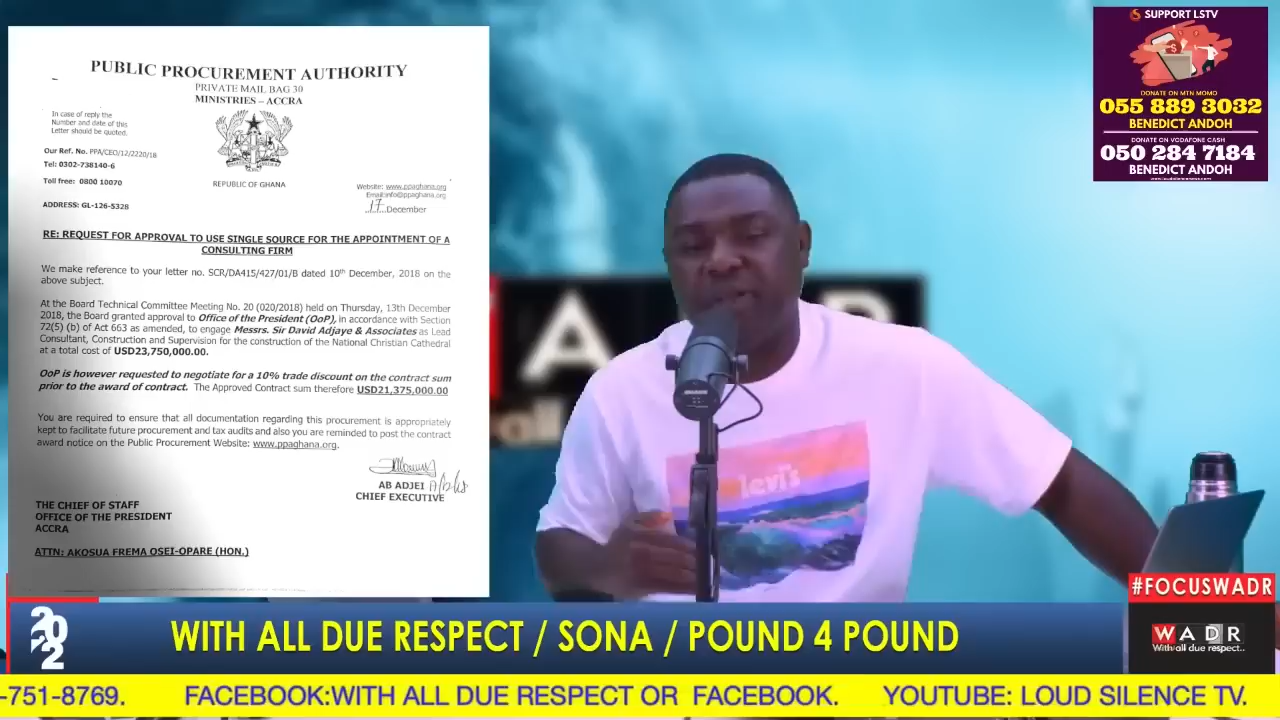 PUBLIC PROCUREMENT AUTHORITY
PRIVATE MAIL BAG 30
MINISTRIES – ACCRA
In case of reply the
Number and date of this
Letter should be quoted.
Our Ref. No. PPA/CEO/12/2220/18
Tel: 0302-738140-6
Toll free: 0800 10070
ADDRESS: GL-126-5328
REPUBLIC OF GHANA
Website: www.ppaghana.org
Email:info@ppaghana.org
17 December
RE: REQUEST FOR APPROVAL TO USE SINGLE SOURCE FOR THE APPOINTMENT OF A
CONSULTING FIRM
We make reference to your letter no. SCR/DA415/427/01/B dated 10th December, 2018 on the
above subject.
At the Board Technical Committee Meeting No. 20 (020/2018) held on Thursday, 13th December
2018, the Board granted approval to Office of the President (OoP), in accordance with Section
72(5) (b) of Act 663 as amended, to engage Messrs. Sir David Adjaye & Associates as Lead
Consultant, Construction and Supervision for the construction of the National Christian Cathedral
at a total cost of USD23,750,000.00.
OoP is however requested to negotiate for a 10% trade discount on the contract sum
prior to the award of contract. The Approved Contract sum therefore USD21,375,000.00
You are required to ensure that all documentation regarding this procurement is appropriately
kept to facilitate future procurement and tax audits and also you are reminded to post the contract
award notice on the Public Procurement Website: www.ppaghana.org.
AB ADJEI
CHIEF EXECUTIVE
THE CHIEF OF STAFF
OFFICE OF THE PRESIDENT
ACCRA
ATTN: AKOSUA FREMA OSEI-OPARE (HON.)
SUPPORT LSTV
DONATE ON MTN MOMO
055 889 3032
BENEDICT ANDOH
DONATE ON VODAFONE CASH
050 284 7184
BENEDICT ANDOH
A
Levi's
#FOCUSWADR
WADR
With all due respect..
2022
WITH ALL DUE RESPECT / SONA / POUND 4 POUND
-751-8769. FACEBOOK:WITH ALL DUE RESPECT OR FACEBOOK. YOUTUBE: LOUD SILENCE TV.